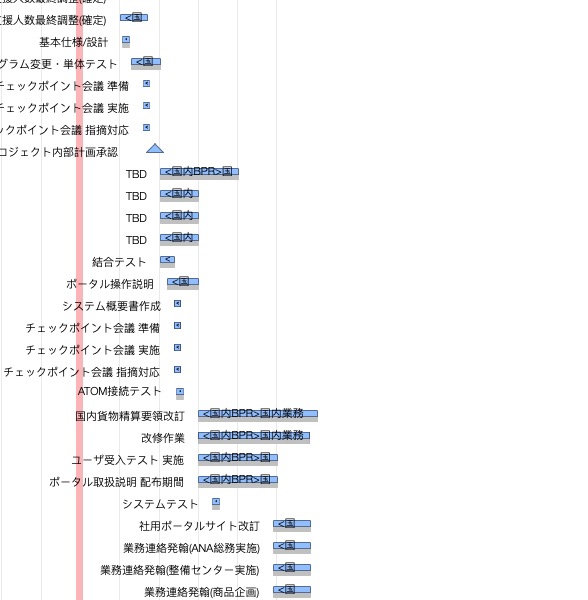 援人数最終調整(確定) <国
基本仕様/設計
グラム変更・単体テスト <国
チェックポイント会議 準備
チェックポイント会議 実施
ックポイント会議 指摘対応
ロジェクト内部計画承認
TBD <国内BPR>国
TBD <国内
TBD <国内
TBD <国内
結合テスト <
ポータル操作説明 <国
システム概要書作成
チェックポイント会議 準備
チェックポイント会議 実施
チェックポイント会議 指摘対応
ATOM接続テスト
国内貨物精算要領改訂 <国内BPR>国内業務
改修作業 <国内BPR>国内業務
ユーザ受入テスト 実施 <国内BPR>国
ポータル取扱説明 配布期間 <国内BPR>国
システムテスト
社用ポータルサイト改訂 <国
業務連絡発翰(ANA総務実施) <国
業務連絡発翰(整備センター実施) <国
業務連絡発翰(商品企画) <国